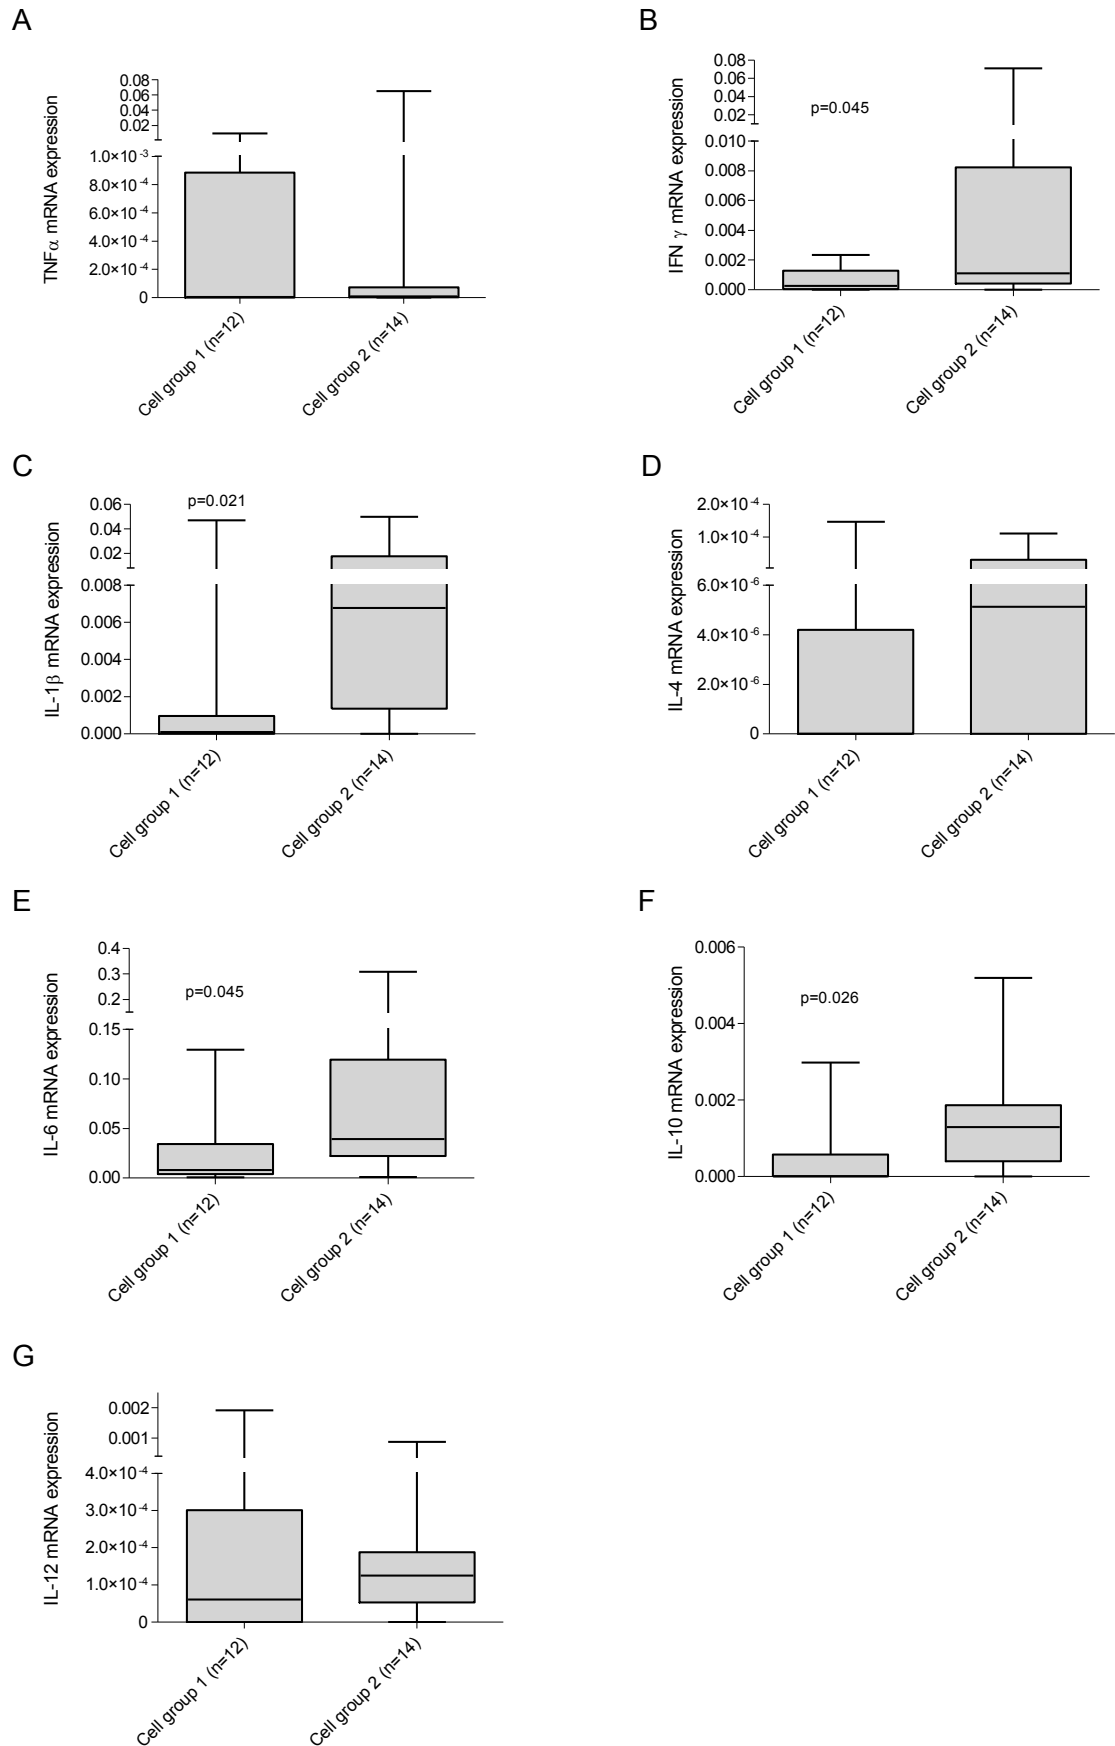 A
TNFα mRNA expression
0.08
0.06
0.04
0.02
1.0×10⁻³
8.0×10⁻⁴
6.0×10⁻⁴
4.0×10⁻⁴
2.0×10⁻⁴
0
Cell group 1 (n=12)
Cell group 2 (n=14)
B
IFN γ mRNA expression
0.08
0.06
0.04
0.02
0.010
0.008
0.006
0.004
0.002
0.000
p=0.045
Cell group 1 (n=12)
Cell group 2 (n=14)
C
IL-1β mRNA expression
0.06
0.04
0.02
0.008
0.006
0.004
0.002
0.000
p=0.021
Cell group 1 (n=12)
Cell group 2 (n=14)
D
IL-4 mRNA expression
2.0×10⁻⁴
1.0×10⁻⁴
6.0×10⁻⁶
4.0×10⁻⁶
2.0×10⁻⁶
0
Cell group 1 (n=12)
Cell group 2 (n=14)
E
IL-6 mRNA expression
0.4
0.3
0.2
0.15
0.10
0.05
0.00
p=0.045
Cell group 1 (n=12)
Cell group 2 (n=14)
F
IL-10 mRNA expression
0.006
0.004
0.002
0.000
p=0.026
Cell group 1 (n=12)
Cell group 2 (n=14)
G
IL-12 mRNA expression
0.002
0.001
4.0×10⁻⁴
3.0×10⁻⁴
2.0×10⁻⁴
1.0×10⁻⁴
0
Cell group 1 (n=12)
Cell group 2 (n=14)